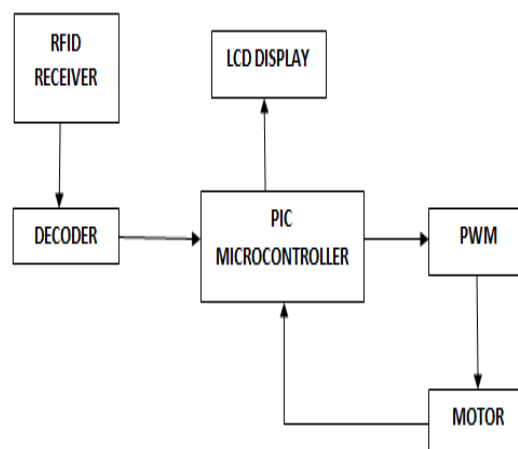 RFID
RECEIVER
LCD DISPLAY
DECODER
PIC
MICROCONTROLLER
PWM
MOTOR